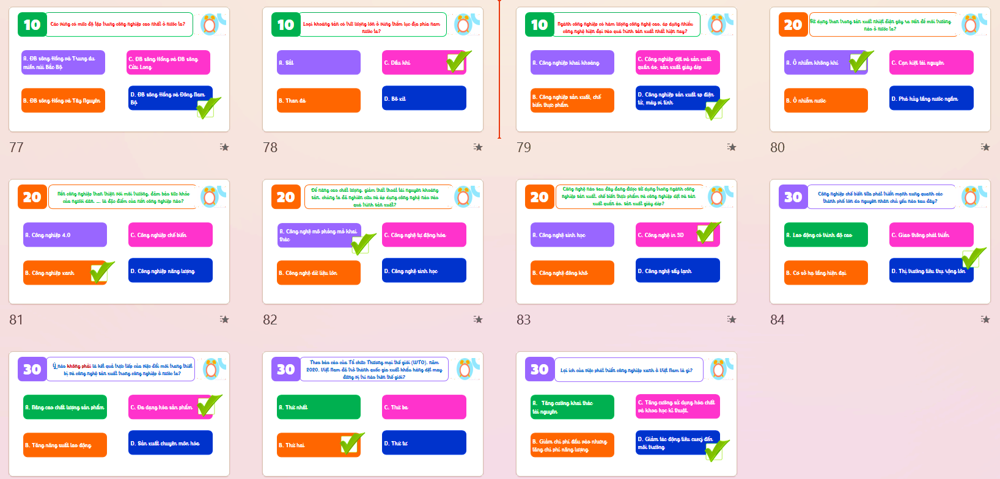 10
Các vùng có mức độ tập trung công nghiệp cao nhất ở nước ta?
A. ĐB sông Hồng và Trung du
miền núi Bắc Bộ
C. ĐB sông Hồng và ĐB sông
Cửu Long
B. ĐB sông Hồng và Tây Nguyên
D. ĐB sông Hồng và Đông Nam
Bộ
77
10
Loại khoáng sản có trữ lượng lớn ở vùng thềm lục địa phía nam
nước ta?
A. Sắt
C. Dầu khí
B. Than đá
D. Bô xít
78
10
Ngành công nghiệp có hàm lượng công nghệ cao, áp dụng nhiều
công nghệ hiện đại vào quá trình sản xuất nhất hiện nay?
A. Công nghiệp khai khoáng
C. Công nghiệp dệt và sản xuất
quần áo, sản xuất giày dép
B. Công nghiệp sản xuất, chế
biến thực phẩm
D. Công nghiệp sản xuất sp điện
tử, máy vi tính
79
20
Sử dụng than trong sản xuất nhiệt điện gây ra vấn đề môi trường
nào ở nước ta?
A. Ô nhiễm không khí
C. Cạn kiệt tài nguyên
B. Ô nhiễm nước
D. Phá hủy tầng nước ngầm
80
20
Nền công nghiệp thân thiện với môi trường, đảm bảo sức khỏe
của người dân, .... là đặc điểm của nền công nghiệp nào?
A. Công nghiệp 4.0
C. Công nghiệp chế biến
B. Công nghiệp xanh
D. Công nghiệp năng lượng
81
20
Để nâng cao chất lượng, giảm thất thoát tài nguyên khoáng
sản, chúng ta đã nghiên cứu và áp dụng công nghệ nào vào
quá trình sản xuất?
A. Công nghệ mô phỏng mỏ khai
thác
C. Công nghệ tự động hóa
B. Công nghệ dữ liệu lớn
D. Công nghệ sinh học
82
20
Công nghệ nào sau đây đang được sử dụng trong ngành công
nghiệp sản xuất, chế biến thực phẩm và công nghiệp dệt và sản
xuất quần áo, sản xuất giày dép?
A. Công nghệ sinh học
C. Công nghệ in 3D
B. Công nghệ đông khô
D. Công nghệ sấy lạnh
83
30
Công nghiệp chế biến sữa phát triển mạnh xung quanh các
thành phố lớn do nguyên nhân chủ yếu nào sau đây?
A. Lao động có trình độ cao
C. Giao thông phát triển
B. Cơ sở hạ tầng hiện đại
D. Thị trường tiêu thụ rộng lớn
84
30
Ý nào không phải là kết quả trực tiếp của việc đổi mới trang thiết
bị và công nghệ sản xuất trong công nghiệp ở nước ta?
A. Nâng cao chất lượng sản phẩm
C. Đa dạng hóa sản phẩm
B. Tăng năng suất lao động
D. Sản xuất chuyên môn hóa
30
Theo báo cáo của Tổ chức Thương mại thế giới (WTO), năm
2020, Việt Nam đã trở thành quốc gia xuất khẩu hàng dệt may
đứng vị trí nào trên thế giới?
A. Thứ nhất
C. Thứ ba
B. Thứ hai
D. Thứ tư
30
Lợi ích của việc phát triển công nghiệp xanh ở Việt Nam là gì?
A. Tăng cường khai thác
tài nguyên
C. Tăng cường sử dụng hóa chất
và khoa học kĩ thuật.
B. Giảm chi phí đầu vào nhưng
tăng chi phí năng lượng
D. Giảm tác động tiêu cuecj đến
môi trường